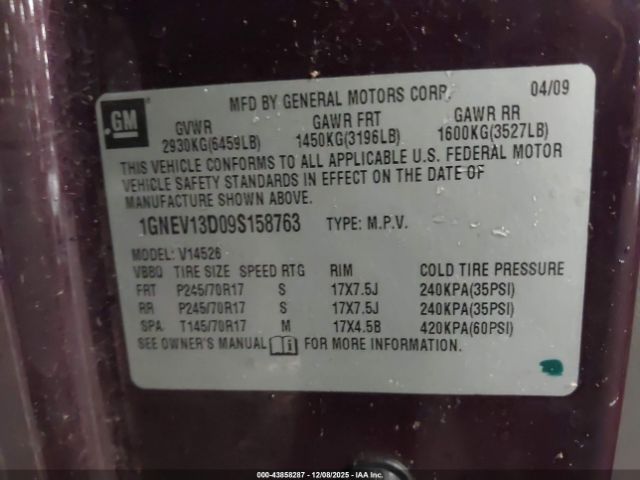 MFD BY GENERAL MOTORS CORP. 04/09
GM
GVWR GAWR FRT GAWR RR
2930KG(6459LB) 1450KG(3196LB) 1600KG(3527LB)
THIS VEHICLE CONFORMS TO ALL APPLICABLE U.S. FEDERAL MOTOR
VEHICLE SAFETY STANDARDS IN EFFECT ON THE DATE OF
MANUFACTURE SHOWN ABOVE.
1GNEV13D09S158763 TYPE: M.P.V.
MODEL: V14526
VBBQ TIRE SIZE SPEED RTG RIM COLD TIRE PRESSURE
FRT P245/70R17 S 17X7.5J 240KPA(35PSI)
RR P245/70R17 S 17X7.5J 240KPA(35PSI)
SPA T145/70R17 M 17X4.5B 420KPA(60PSI)
SEE OWNER'S MANUAL FOR MORE INFORMATION.
000-43858287 - 12/08/2025 - IAA Inc.